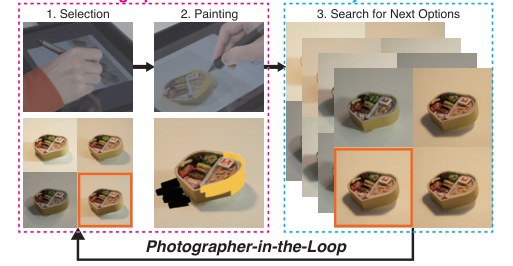 1. Selection
2. Painting
3. Search for Next Options
Photographer-in-the-Loop